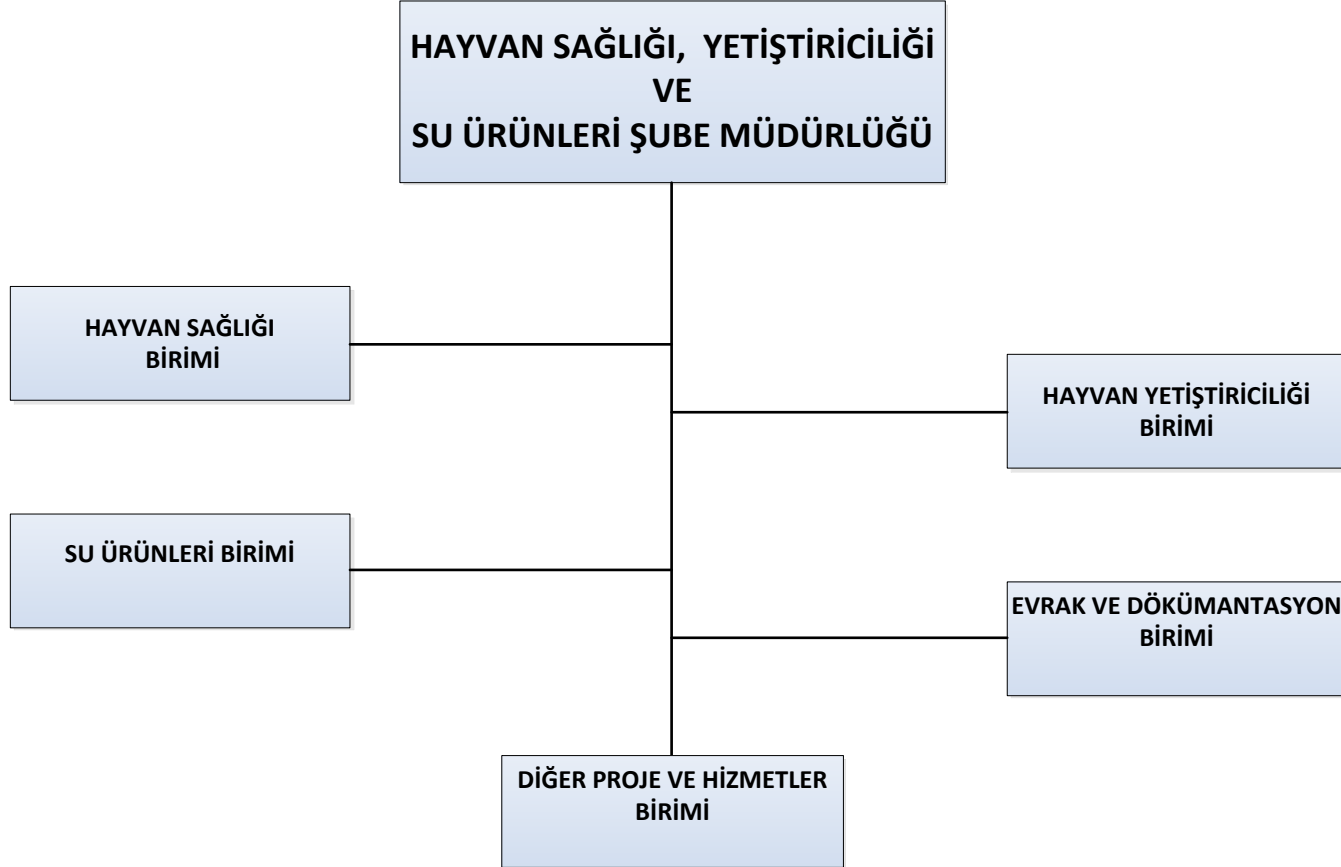 HAYVAN SAĞLIĞI, YETİŞTİRİCİLİĞİ
VE
SU ÜRÜNLERİ ŞUBE MÜDÜRLÜĞÜ
HAYVAN SAĞLIĞI
BİRİMİ
HAYVAN YETİŞTİRİCİLİĞİ
BİRİMİ
SU ÜRÜNLERİ BİRİMİ
EVRAK VE DÖKÜMANTASYON
BİRİMİ
DİĞER PROJE VE HİZMETLER
BİRİMİ